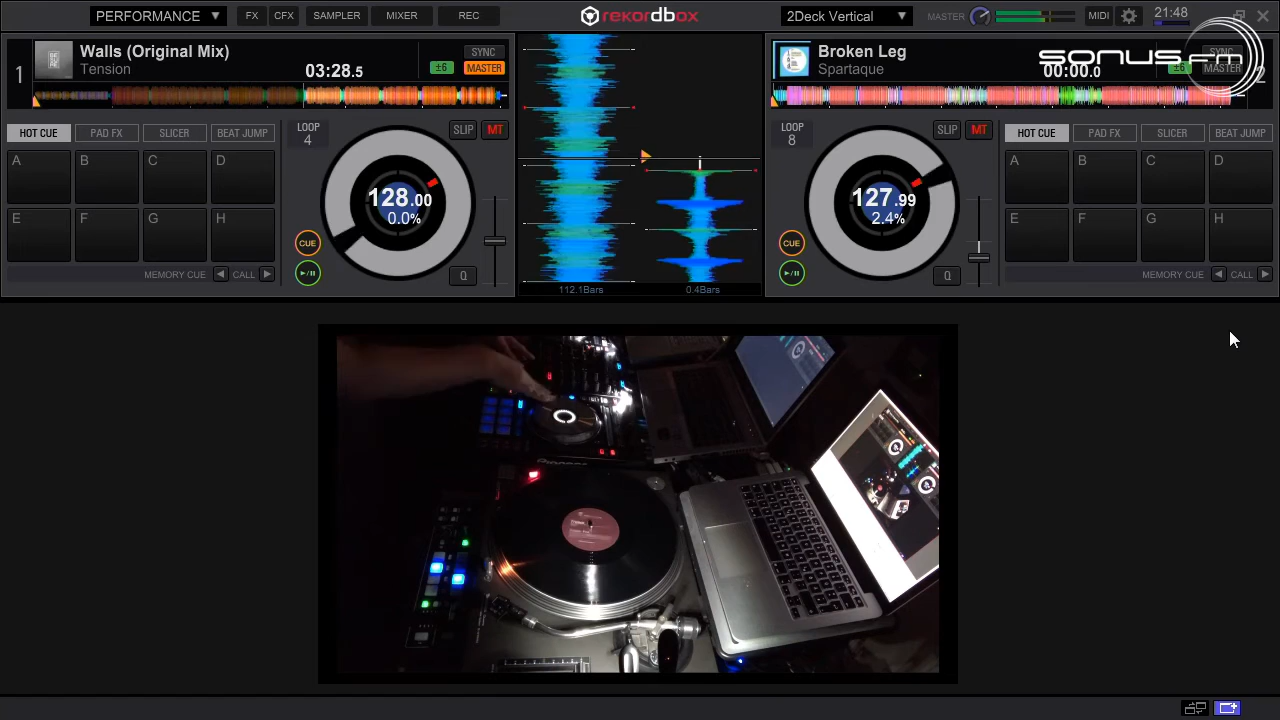 PERFORMANCE ▼ FX CFX SAMPLER MIXER REC rekordbox 2Deck Vertical ▼ MASTER MIDI 21:48
1 Walls (Original Mix) SYNC
Tension 03:28.5 ±6 MASTER
Broken Leg SYNC
Spartaque 00:00.0 ±6 MASTER 2
SONUS.FM
HOT CUE PAD FX SLICER BEAT JUMP
A B C D
E F G H
MEMORY CUE CALL
LOOP
4
SLIP MT
128.00
0.0%
CUE
►/II
Q
112.1Bars 0.4Bars
LOOP
8
SLIP MT
127.99
2.4%
CUE
►/II
Q
HOT CUE PAD FX SLICER BEAT JUMP
A B C D
E F G H
MEMORY CUE CALL
Pioneer